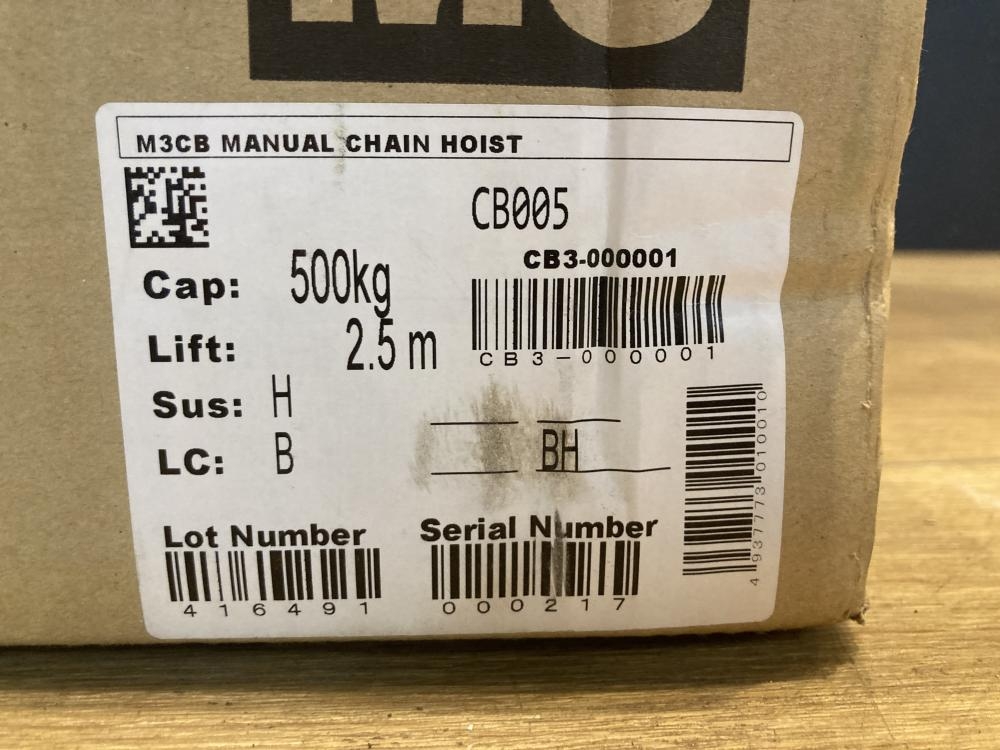 M3CB MANUAL CHAIN HOIST
CB005
CB3-000001
Cap: 500kg
CB3-000001
Lift: 2.5 m
Sus: H
LC: B
BH
4937773010010
Lot Number
416491
Serial Number
000217